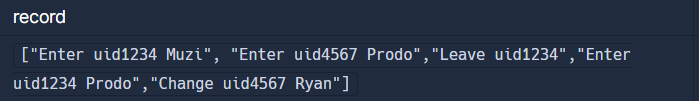 record
["Enter uid1234 Muzi", "Enter uid4567 Prodo","Leave uid1234","Enter
uid1234 Prodo","Change uid4567 Ryan"]